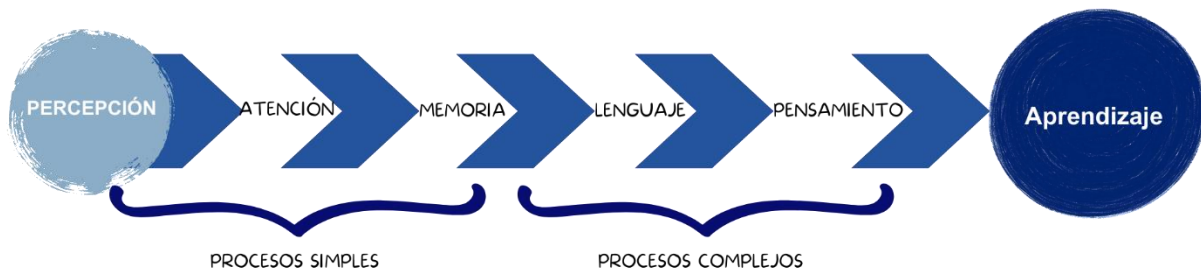 PERCEPCIÓN
ATENCIÓN
MEMORIA
LENGUAJE
PENSAMIENTO
Aprendizaje
PROCESOS SIMPLES
PROCESOS COMPLEJOS